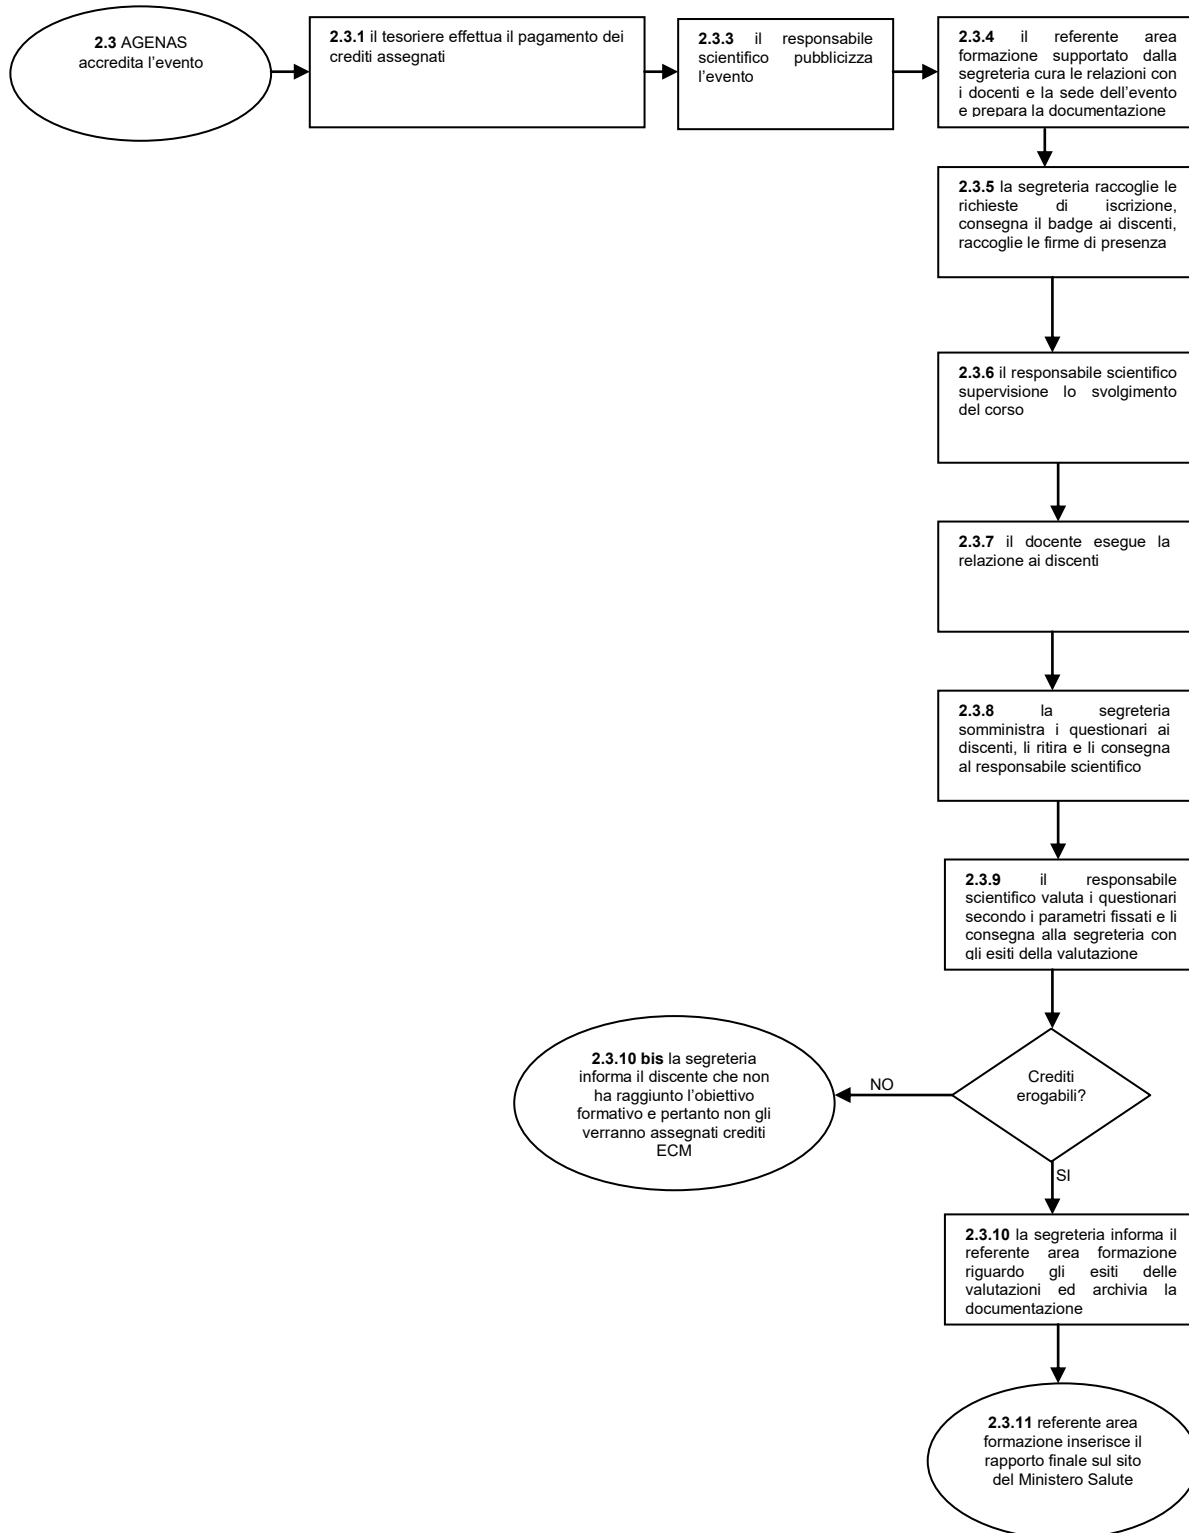 2.3 AGENAS
accredita l’evento
2.3.1 il tesoriere effettua il pagamento dei
crediti assegnati
2.3.3 il responsabile
scientifico pubblicizza
l’evento
2.3.4 il referente area
formazione supportato dalla
segreteria cura le relazioni con
i docenti e la sede dell’evento
e prepara la documentazione
2.3.5 la segreteria raccoglie le
richieste di iscrizione,
consegna il badge ai discenti,
raccoglie le firme di presenza
2.3.6 il responsabile scientifico
supervisione lo svolgimento
del corso
2.3.7 il docente esegue la
relazione ai discenti
2.3.8 la segreteria
somministra i questionari ai
discenti, li ritira e li consegna
al responsabile scientifico
2.3.9 il responsabile
scientifico valuta i questionari
secondo i parametri fissati e li
consegna alla segreteria con
gli esiti della valutazione
Crediti
erogabili?
NO
2.3.10 bis la segreteria
informa il discente che non
ha raggiunto l’obiettivo
formativo e pertanto non gli
verranno assegnati crediti
ECM
SI
2.3.10 la segreteria informa il
referente area formazione
riguardo gli esiti delle
valutazioni ed archivia la
documentazione
2.3.11 referente area
formazione inserisce il
rapporto finale sul sito
del Ministero Salute